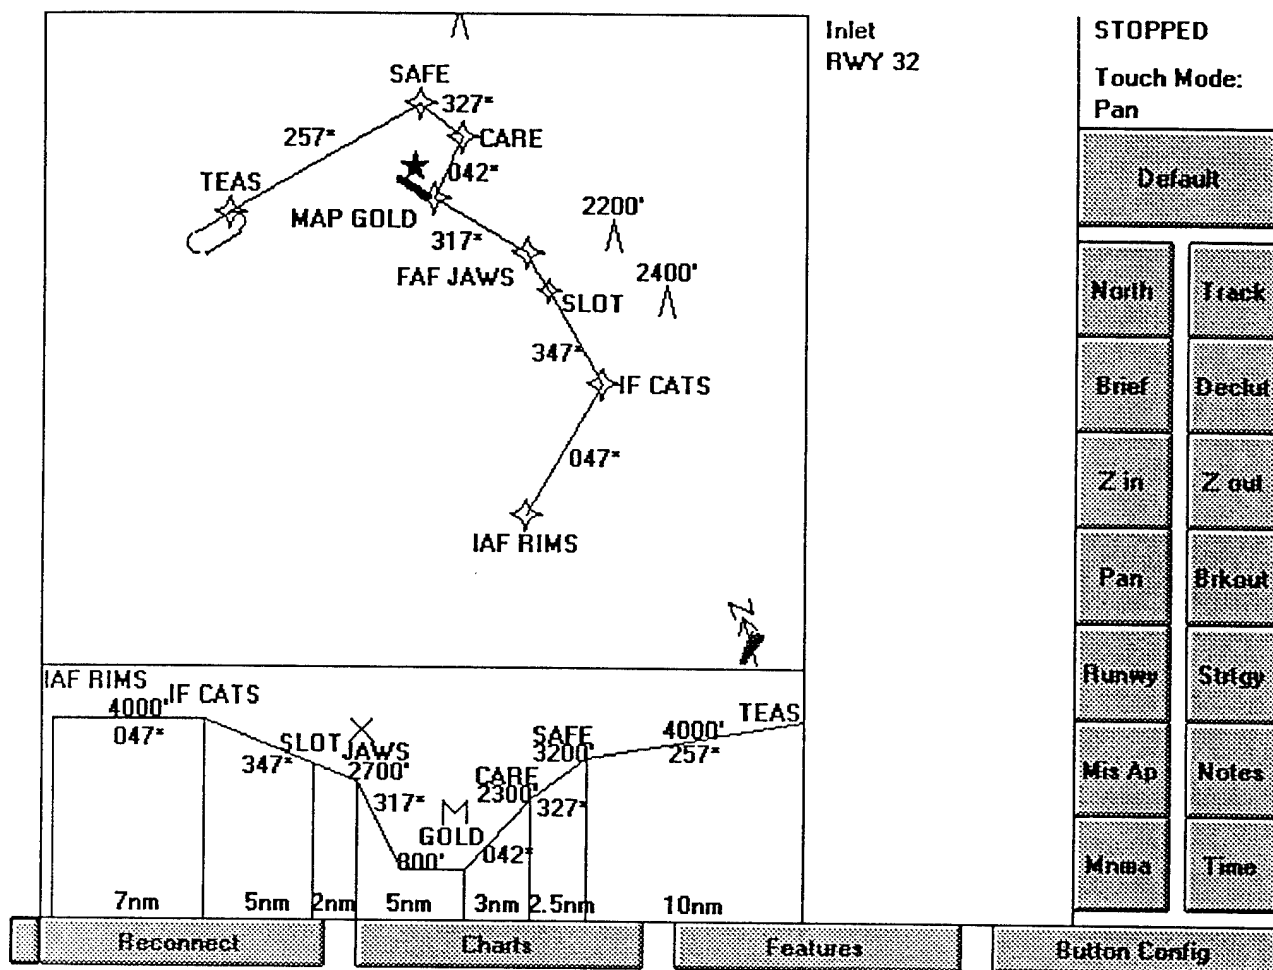 Inlet
RWY 32
STOPPED
Touch Mode:
Pan
SAFE
327*
CARE
257*
042*
TEAS
MAP GOLD
317*
2200'
FAF JAWS
2400'
SLOT
347*
IF CATS
047*
IAF RIMS
N
Default
North
Track
Brief
Declut
Z in
Z out
Pan
Brkout
Runwy
Strtgy
Mis Ap
Notes
Mnma
Time
IAF RIMS
IF CATS
4000'
047*
SLOT
JAWS
347*
2700'
317*
M
GOLD
800'
CARE
2300'
042*
SAFE
3200'
327*
4000'
257*
TEAS
7nm
5nm
2nm
5nm
3nm
2.5nm
10nm
Reconnect
Charts
Features
Button Config